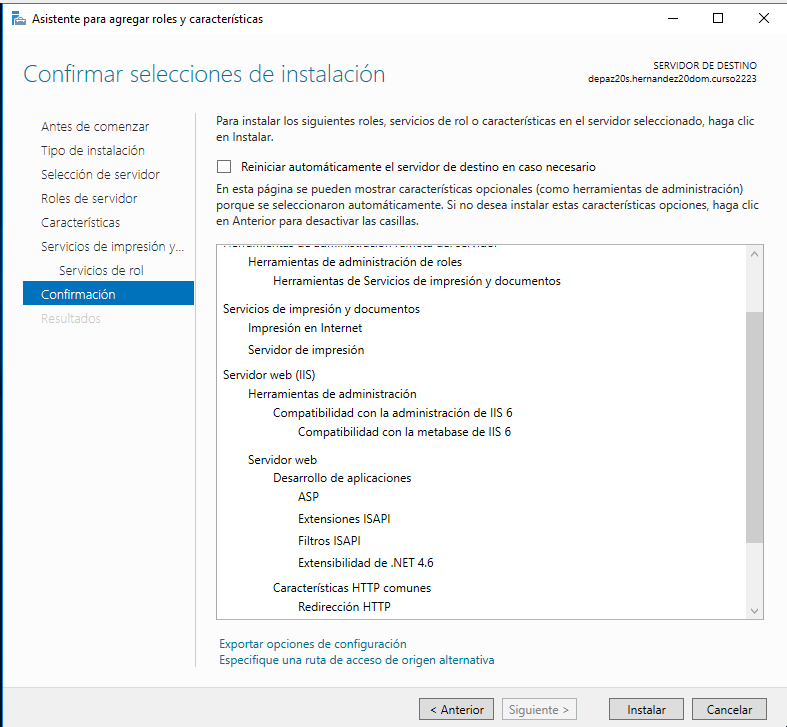 Asistente para agregar roles y características
Confirmar selecciones de instalación
SERVIDOR DE DESTINO
depaz20s.hernandez20dom.curso2223
Antes de comenzar
Tipo de instalación
Selección de servidor
Roles de servidor
Características
Servicios de impresión y...
Servicios de rol
Confirmación
Resultados
Para instalar los siguientes roles, servicios de rol o características en el servidor seleccionado, haga clic
en Instalar.
Reiniciar automáticamente el servidor de destino en caso necesario
En esta página se pueden mostrar características opcionales (como herramientas de administración)
porque se seleccionaron automáticamente. Si no desea instalar estas características opciones, haga clic
en Anterior para desactivar las casillas.
Herramientas de administración remota del servidor
Herramientas de administración de roles
Herramientas de Servicios de impresión y documentos
Servicios de impresión y documentos
Impresión en Internet
Servidor de impresión
Servidor web (IIS)
Herramientas de administración
Compatibilidad con la administración de IIS 6
Compatibilidad con la metabase de IIS 6
Servidor web
Desarrollo de aplicaciones
ASP
Extensiones ISAPI
Filtros ISAPI
Extensibilidad de .NET 4.6
Características HTTP comunes
Redirección HTTP
Exportar opciones de configuración
Especifique una ruta de acceso de origen alternativa
< Anterior
Siguiente >
Instalar
Cancelar